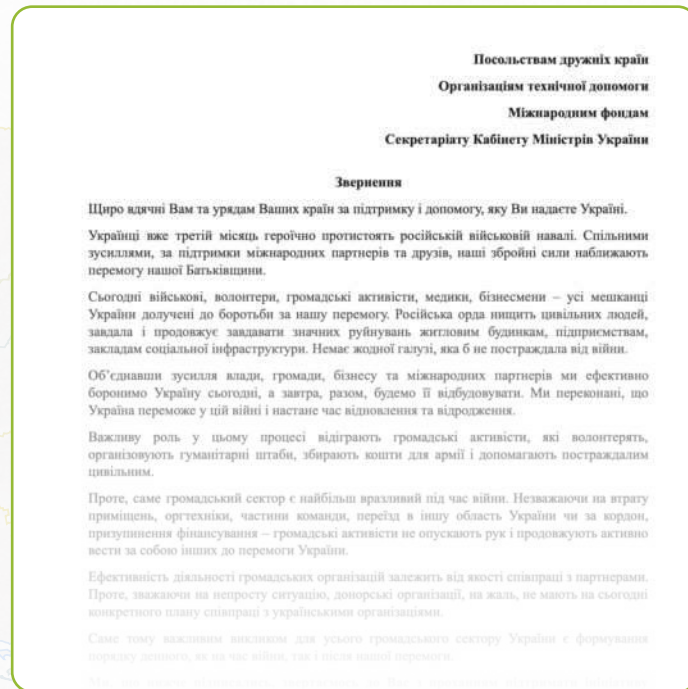 Посольствам дружніх країн
Організаціям технічної допомоги
Міжнародним фондам
Секретаріату Кабінету Міністрів України
Звернення
Щиро вдячні Вам та урядам Ваших країн за підтримку і допомогу, яку Ви надаєте Україні.
Українці вже третій місяць героїчно протистоять російській військовій навалі. Спільними
зусиллями, за підтримки міжнародних партнерів та друзів, наші збройні сили наближають
перемогу нашої Батьківщини.
Сьогодні військові, волонтери, громадські активісти, медики, бізнесмени – усі мешканці
України долучені до боротьби за нашу перемогу. Російська орда нищить цивільних людей,
завдала і продовжує завдавати значних руйнувань житловим будинкам, підприємствам,
закладам соціальної інфраструктури. Немає жодної галузі, яка б не постраждала від війни.
Об’єднавши зусилля влади, громади, бізнесу та міжнародних партнерів ми ефективно
боронимо Україну сьогодні, а завтра, разом, будемо її відбудовувати. Ми переконані, що
Україна переможе у цій війні і настане час відновлення та відродження.
Важливу роль у цьому процесі відіграють громадські активісти, які волонтерять,
організовують гуманітарні штаби, збирають кошти для армії і допомагають постраждалим
цивільним.
Проте, саме громадський сектор є найбільш вразливий під час війни. Незважаючи на втрату
приміщень, оргтехніки, частини команди, переїзд в іншу область України чи за кордон,
призупинення фінансування – громадські активісти не опускають рук і продовжують активно
вести за собою інших до перемоги України.
Ефективність діяльності громадських організацій залежить від якості співпраці з партнерами.
Проте, зважаючи на непросту ситуацію, донорські організації, на жаль, не мають на сьогодні
конкретного плану співпраці з українськими організаціями.
Саме тому важливим викликом для усього громадського сектору України є формування
порядку денного, як на час війни, так і після нашої перемоги.